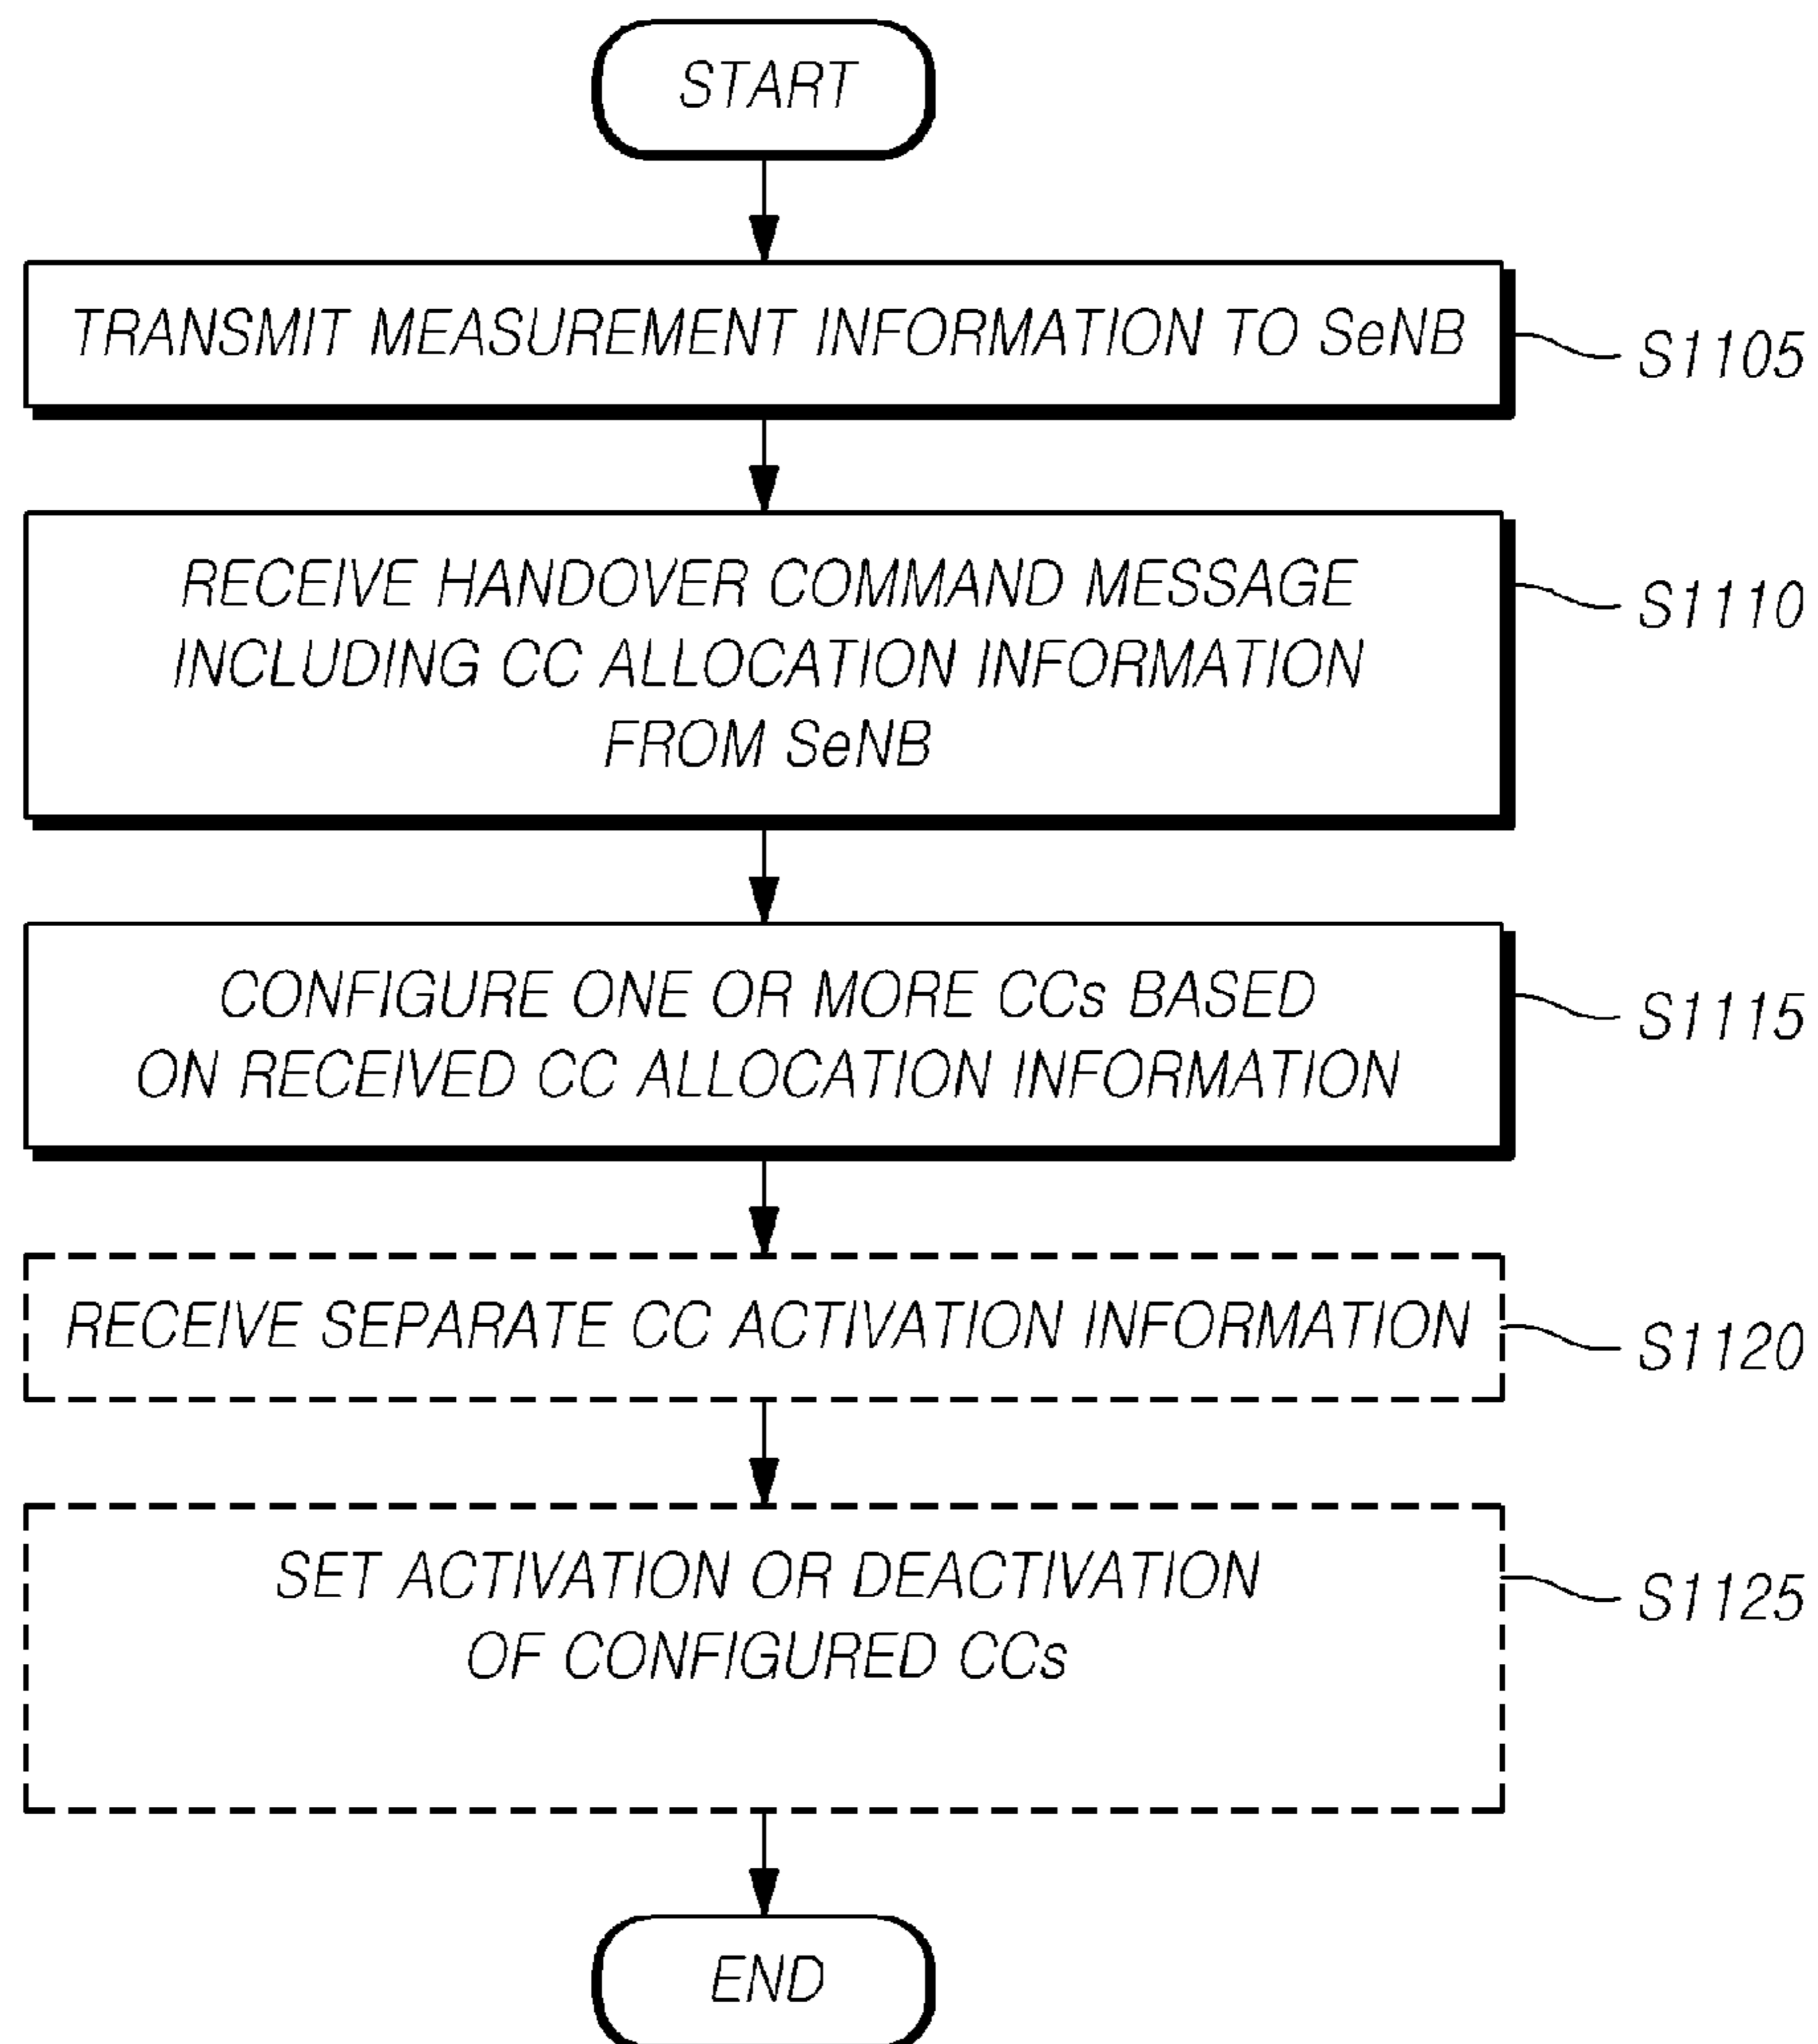 START
TRANSMIT MEASUREMENT INFORMATION TO SeNB
S1105
RECEIVE HANDOVER COMMAND MESSAGE
INCLUDING CC ALLOCATION INFORMATION
FROM SeNB
S1110
CONFIGURE ONE OR MORE CCs BASED
ON RECEIVED CC ALLOCATION INFORMATION
S1115
RECEIVE SEPARATE CC ACTIVATION INFORMATION
S1120
SET ACTIVATION OR DEACTIVATION
OF CONFIGURED CCs
S1125
END